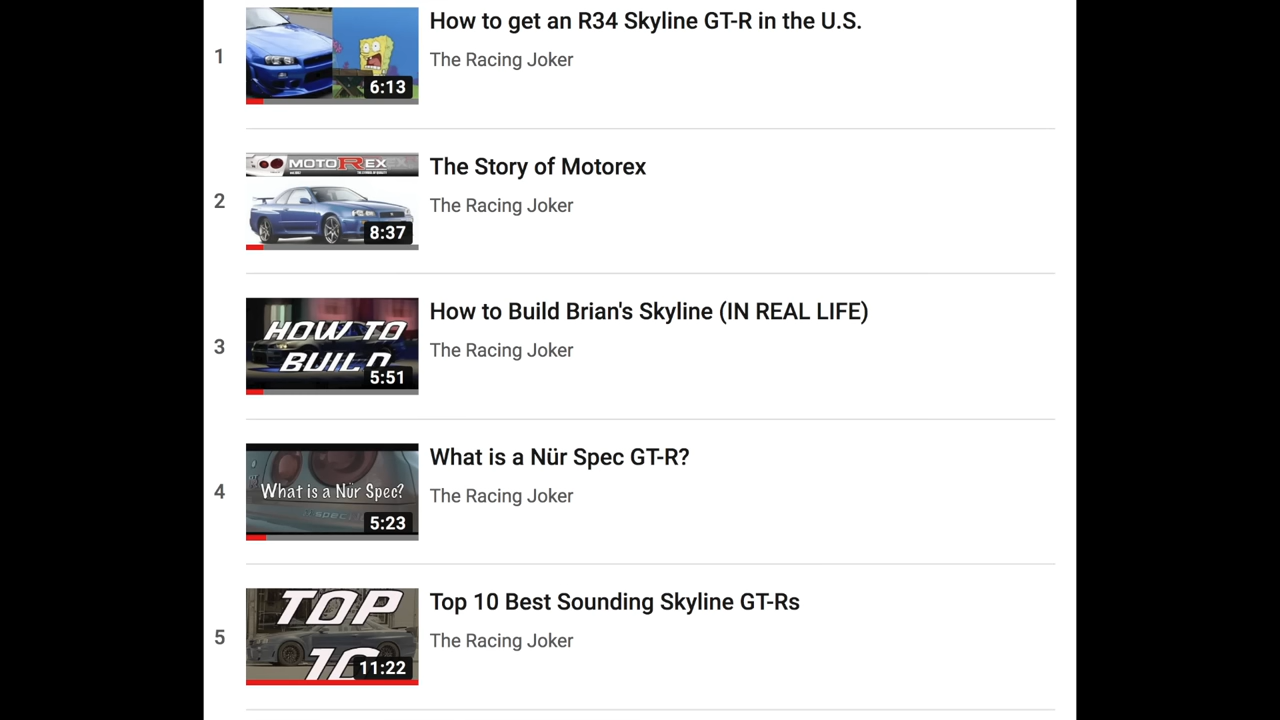 1
6:13
How to get an R34 Skyline GT-R in the U.S.
The Racing Joker
2
MOTOREX
8:37
The Story of Motorex
The Racing Joker
3
HOW TO
BUILD
5:51
How to Build Brian's Skyline (IN REAL LIFE)
The Racing Joker
4
What is a Nür Spec?
5:23
What is a Nür Spec GT-R?
The Racing Joker
5
TOP
10
11:22
Top 10 Best Sounding Skyline GT-Rs
The Racing Joker